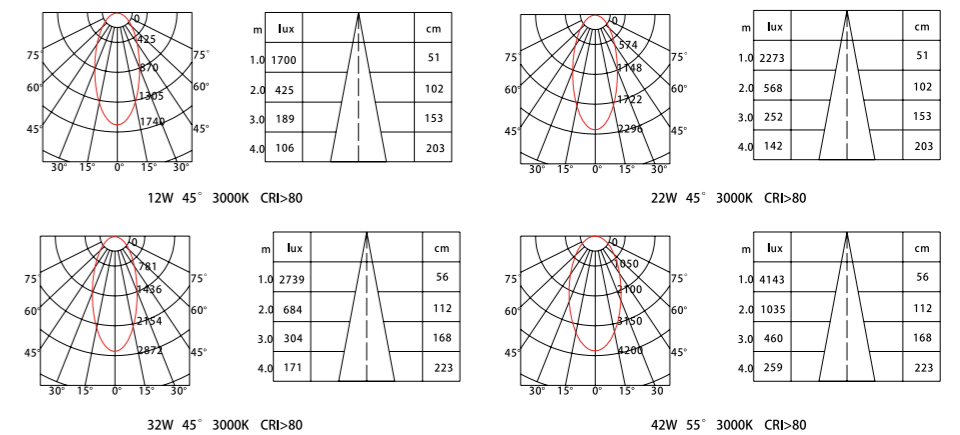 0
425
870
1305
1740
75° 75°
60° 60°
45° 45°
30° 15° 0° 15° 30°
m lux cm
1.0 1700 51
2.0 425 102
3.0 189 153
4.0 106 203
12W 45° 3000K CRI>80
0
574
1148
1722
2296
75° 75°
60° 60°
45° 45°
30° 15° 0° 15° 30°
m lux cm
1.0 2273 51
2.0 568 102
3.0 252 153
4.0 142 203
22W 45° 3000K CRI>80
0
781
1436
2154
2872
75° 75°
60° 60°
45° 45°
30° 15° 0° 15° 30°
m lux cm
1.0 2739 56
2.0 684 112
3.0 304 168
4.0 171 223
32W 45° 3000K CRI>80
0
1050
2100
3150
4200
75° 75°
60° 60°
45° 45°
30° 15° 0° 15° 30
m lux cm
1.0 4143 56
2.0 1035 112
3.0 460 168
4.0 259 223
42W 55° 3000K CRI>80